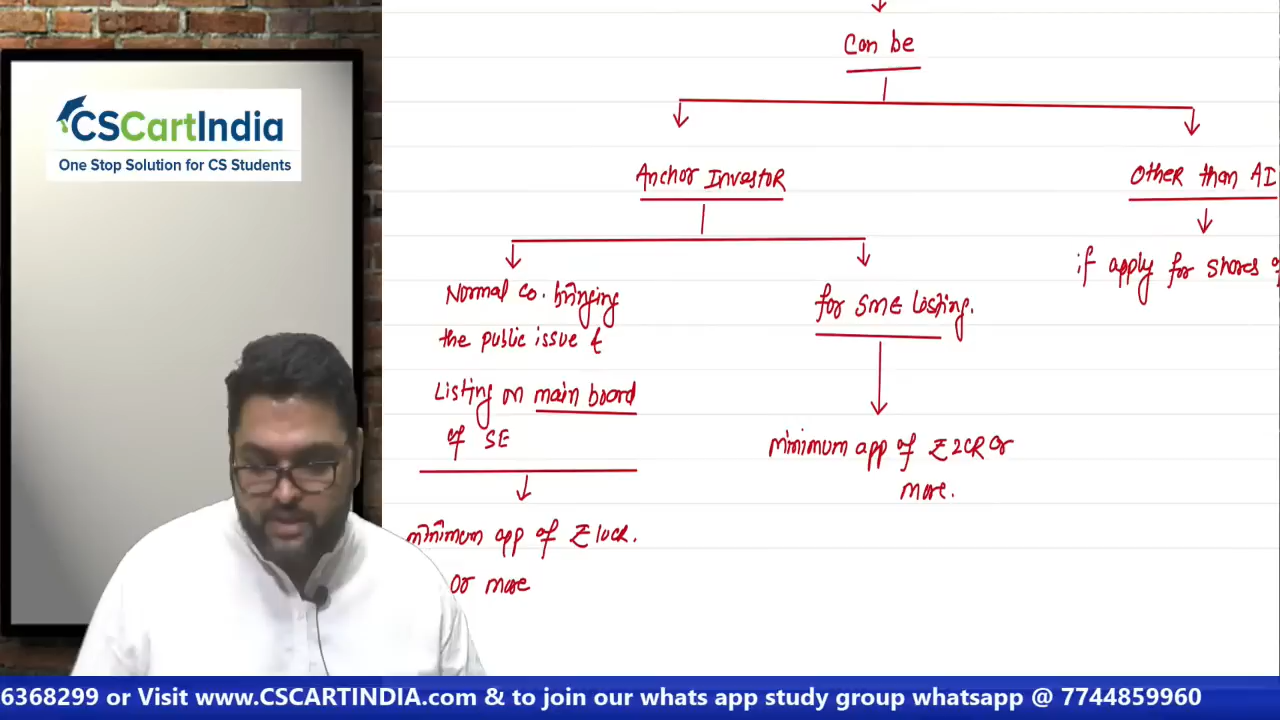 CSCartIndia
One Stop Solution for CS Students
Can be
Anchor Investor
Other than AI
Normal co. bringing
the public issue &
Listing on main board
of SE
for SME Listing.
if apply for shares of
minimum app of ₹ 10cr.
or more
minimum app of ₹ 2CR or
more.
6368299 or Visit www.CSCARTINDIA.com & to join our whats app study group whatsapp @ 7744859960